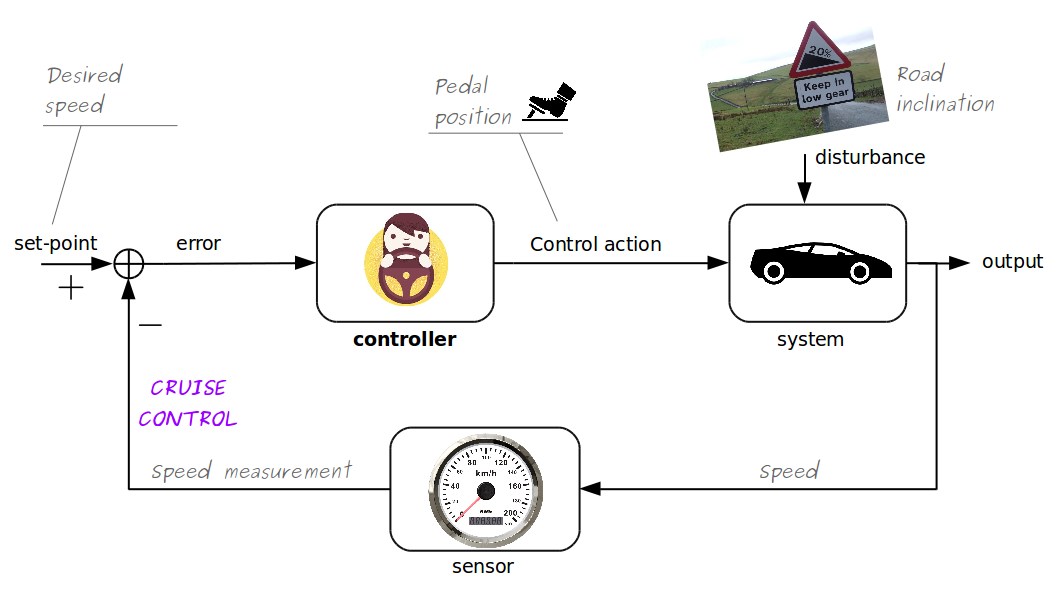 Desired
speed
Pedal
position
20%
Keep in
low gear
Road
inclination
disturbance
set-point
error
Control action
output
+
controller
system
−
CRUISE
CONTROL
Speed measurement
Speed
km/h
40
80
120
160
200
0
sensor